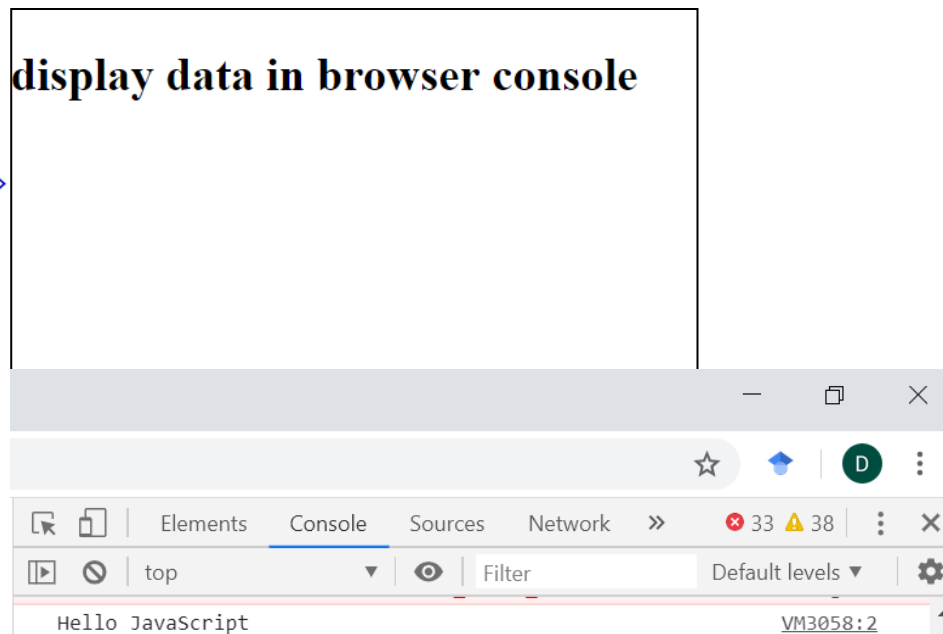 display data in browser console
D
Elements Console Sources Network 33 38
top Filter Default levels
Hello JavaScript VM3058:2